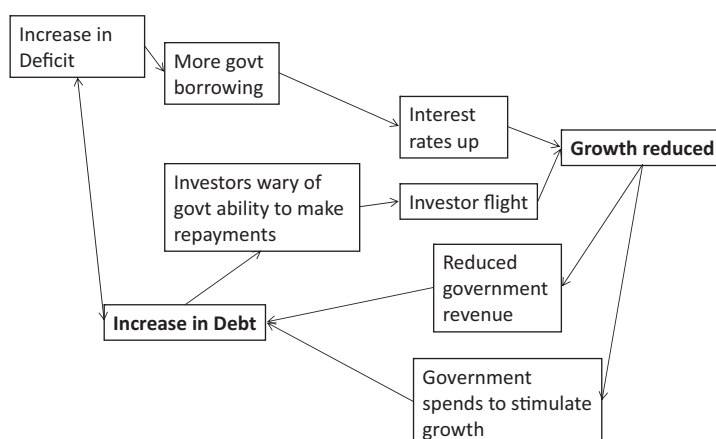 Increase in
Deficit
More govt
borrowing
Interest
rates up
Growth reduced
Investors wary of
govt ability to make
repayments
Investor flight
Reduced
government
revenue
Increase in Debt
Government
spends to stimulate
growth